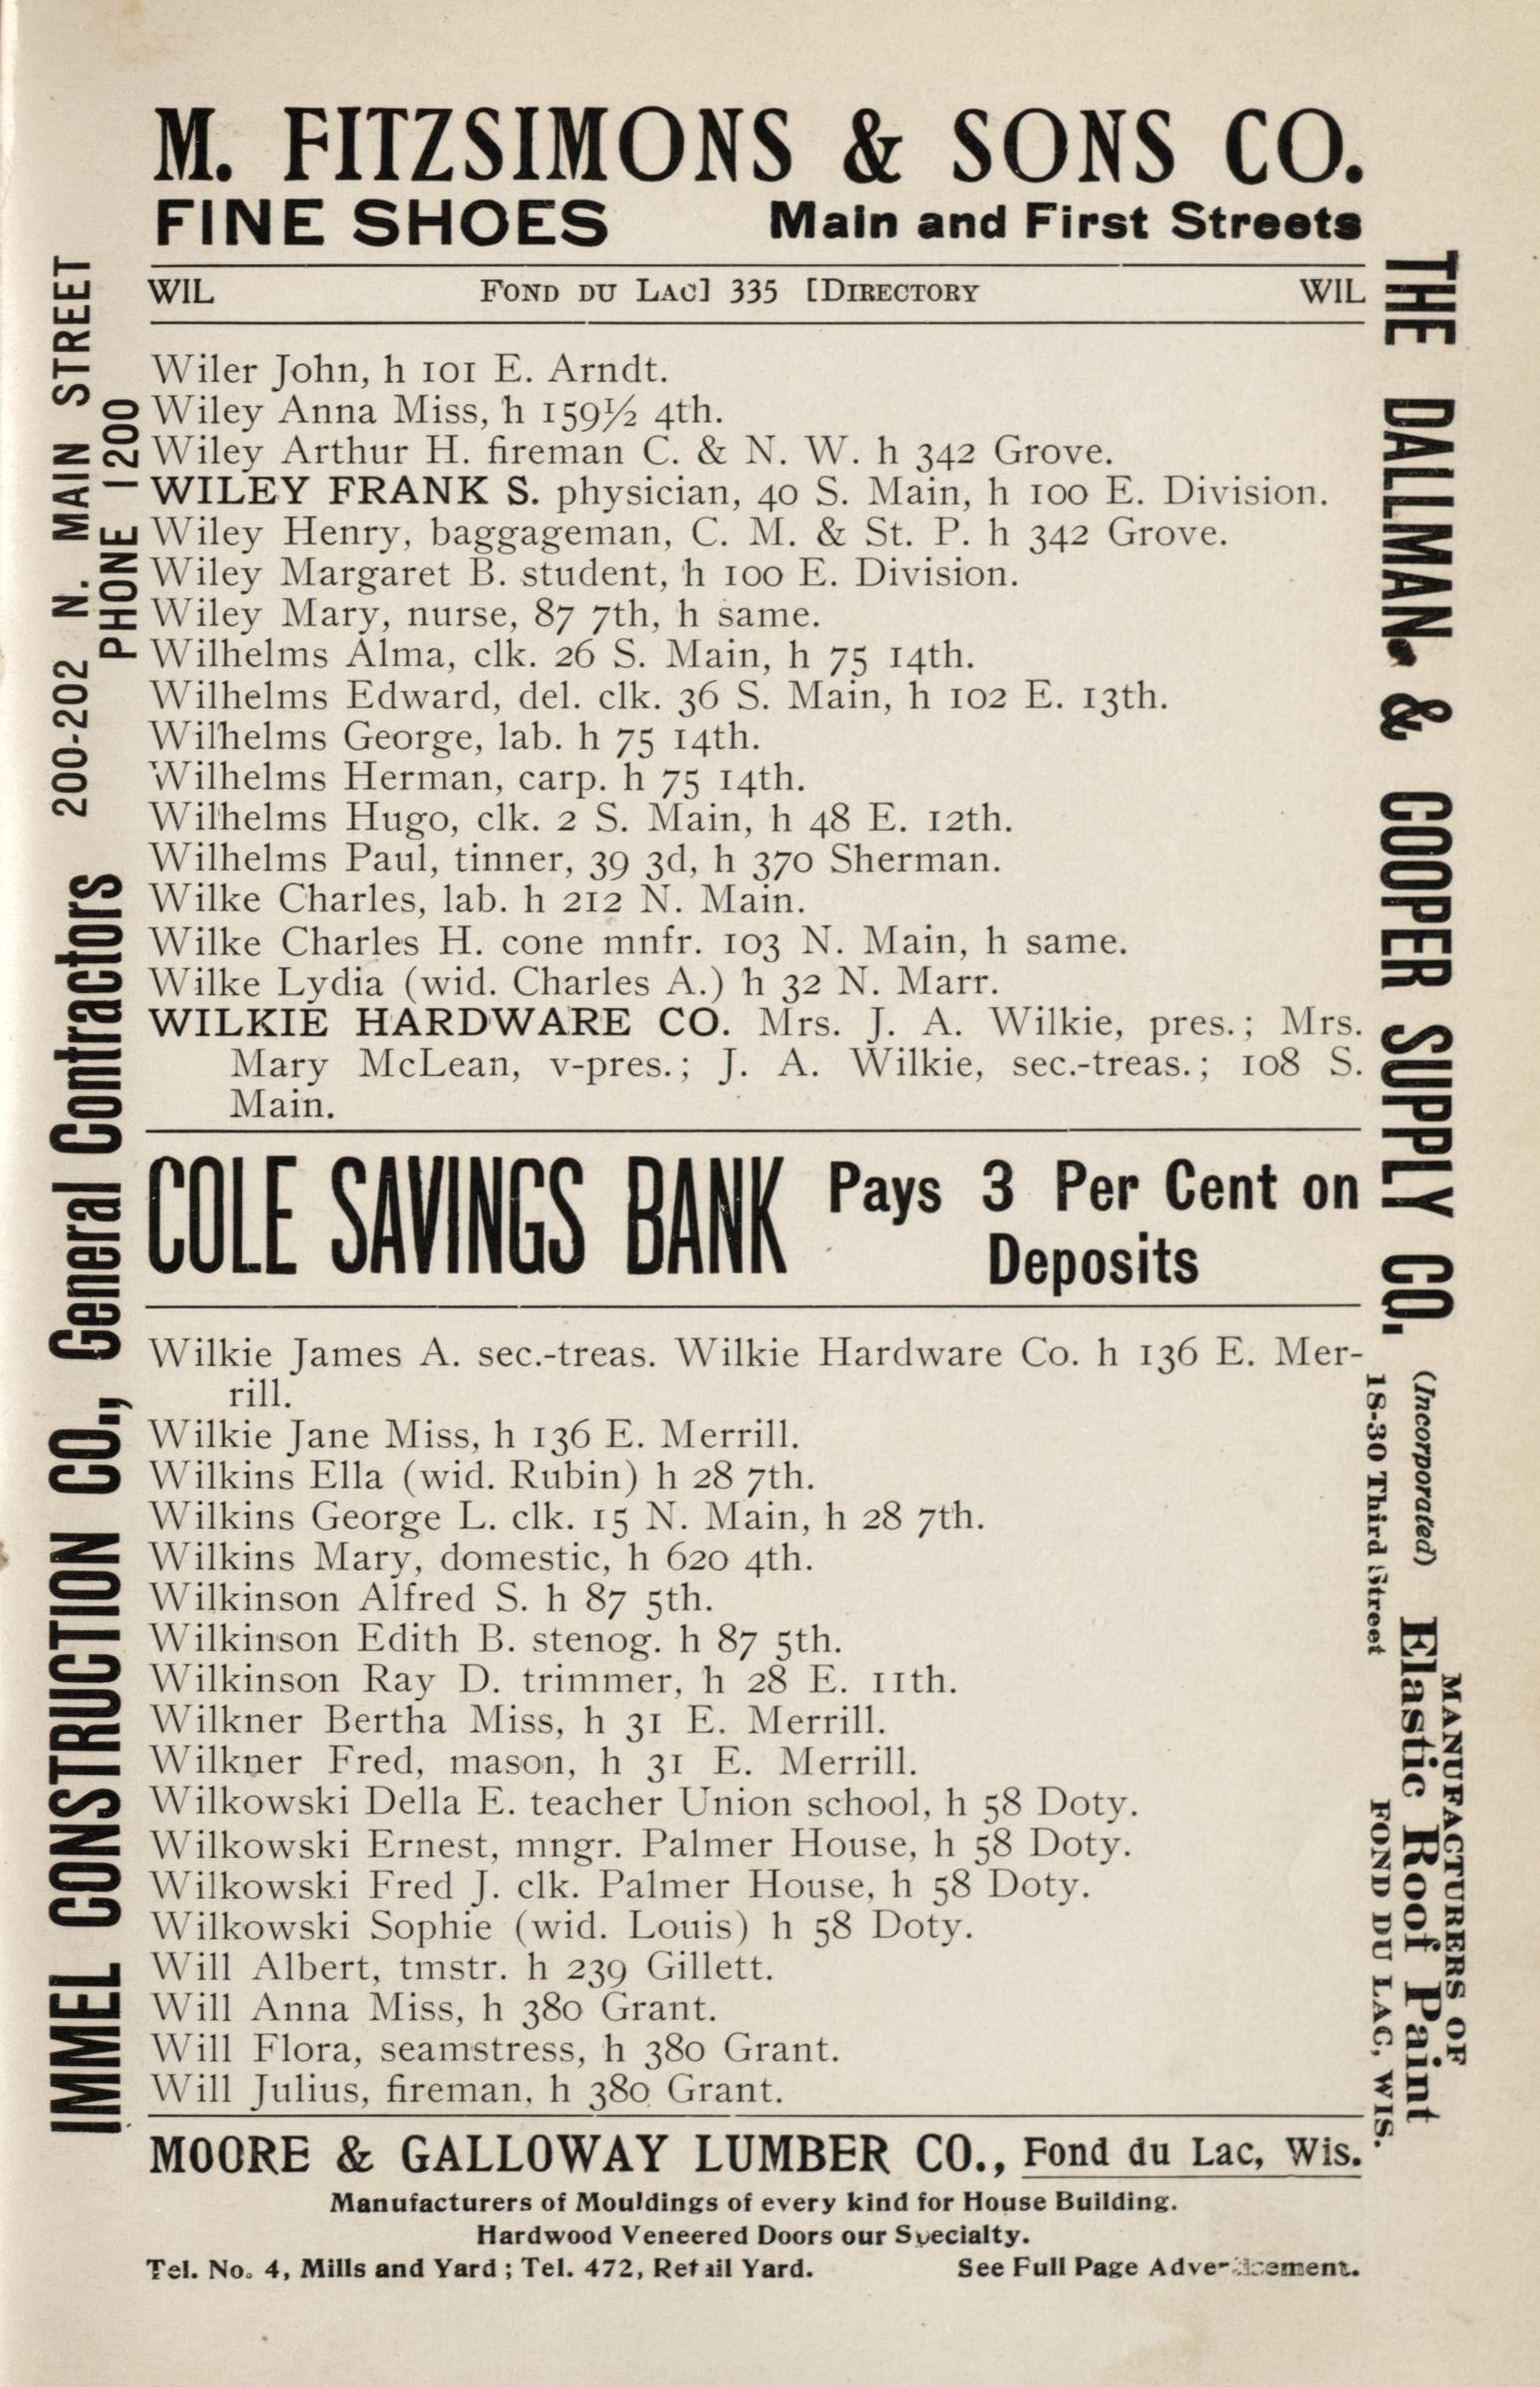 M. FITZSIMONS & SONS CO.
FINE SHOES Main and First Streets
WIL FOND DU LAC] 335 [DIRECTORY WIL
Wiler John, h 101 E. Arndt.
Wiley Anna Miss, h 159½ 4th.
Wiley Arthur H. fireman C. & N. W. h 342 Grove.
WILEY FRANK S. physician, 40 S. Main, h 100 E. Division.
Wiley Henry, baggageman, C. M. & St. P. h 342 Grove.
Wiley Margaret B. student, h 100 E. Division.
Wiley Mary, nurse, 87 7th, h same.
Wilhelms Alma, clk. 26 S. Main, h 75 14th.
Wilhelms Edward, del. clk. 36 S. Main, h 102 E. 13th.
Wilhelms George, lab. h 75 14th.
Wilhelms Herman, carp. h 75 14th.
Wilhelms Hugo, clk. 2 S. Main, h 48 E. 12th.
Wilhelms Paul, tinner, 39 3d, h 370 Sherman.
Wilke Charles, lab. h 212 N. Main.
Wilke Charles H. cone mnfr. 103 N. Main, h same.
Wilke Lydia (wid. Charles A.) h 32 N. Marr.
WILKIE HARDWARE CO. Mrs. J. A. Wilkie, pres.; Mrs.
Mary McLean, v-pres.; J. A. Wilkie, sec.-treas.; 108 S.
Main.
COLE SAVINGS BANK Pays 3 Per Cent on
Deposits
Wilkie James A. sec.-treas. Wilkie Hardware Co. h 136 E. Mer-
rill.
Wilkie Jane Miss, h 136 E. Merrill.
Wilkins Ella (wid. Rubin) h 28 7th.
Wilkins George L. clk. 15 N. Main, h 28 7th.
Wilkins Mary, domestic, h 620 4th.
Wilkinson Alfred S. h 87 5th.
Wilkinson Edith B. stenog. h 87 5th.
Wilkinson Ray D. trimmer, h 28 E. 11th.
Wilkner Bertha Miss, h 31 E. Merrill.
Wilkner Fred, mason, h 31 E. Merrill.
Wilkowski Della E. teacher Union school, h 58 Doty.
Wilkowski Ernest, mngr. Palmer House, h 58 Doty.
Wilkowski Fred J. clk. Palmer House, h 58 Doty.
Wilkowski Sophie (wid. Louis) h 58 Doty.
Will Albert, tmstr. h 239 Gillett.
Will Anna Miss, h 380 Grant.
Will Flora, seamstress, h 380 Grant.
Will Julius, fireman, h 380 Grant.
MOORE & GALLOWAY LUMBER CO., Fond du Lac, Wis.
Manufacturers of Mouldings of every kind for House Building.
Hardwood Veneered Doors our Specialty.
Tel. No. 4, Mills and Yard; Tel. 472, Retail Yard. See Full Page Advertisement.
IMMEL CONSTRUCTION CO., General Contractors 200-202 N. MAIN STREET
PHONE 1200
THE DALLMAN & COOPER SUPPLY CO.
(Incorporated)
18-30 Third Street
MANUFACTURERS OF
Elastic Roof Paint
FOND DU LAC, WIS.